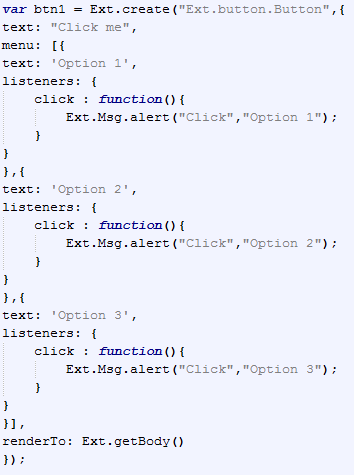 var btn1 = Ext.create("Ext.button.Button",{
text: "Click me",
menu: [{
text: 'Option 1',
listeners: {
    click : function(){
        Ext.Msg.alert("Click","Option 1");
    }
}
},{
text: 'Option 2',
listeners: {
    click : function(){
        Ext.Msg.alert("Click","Option 2");
    }
}
},{
text: 'Option 3',
listeners: {
    click : function(){
        Ext.Msg.alert("Click","Option 3");
    }
}
}],
renderTo: Ext.getBody()
});